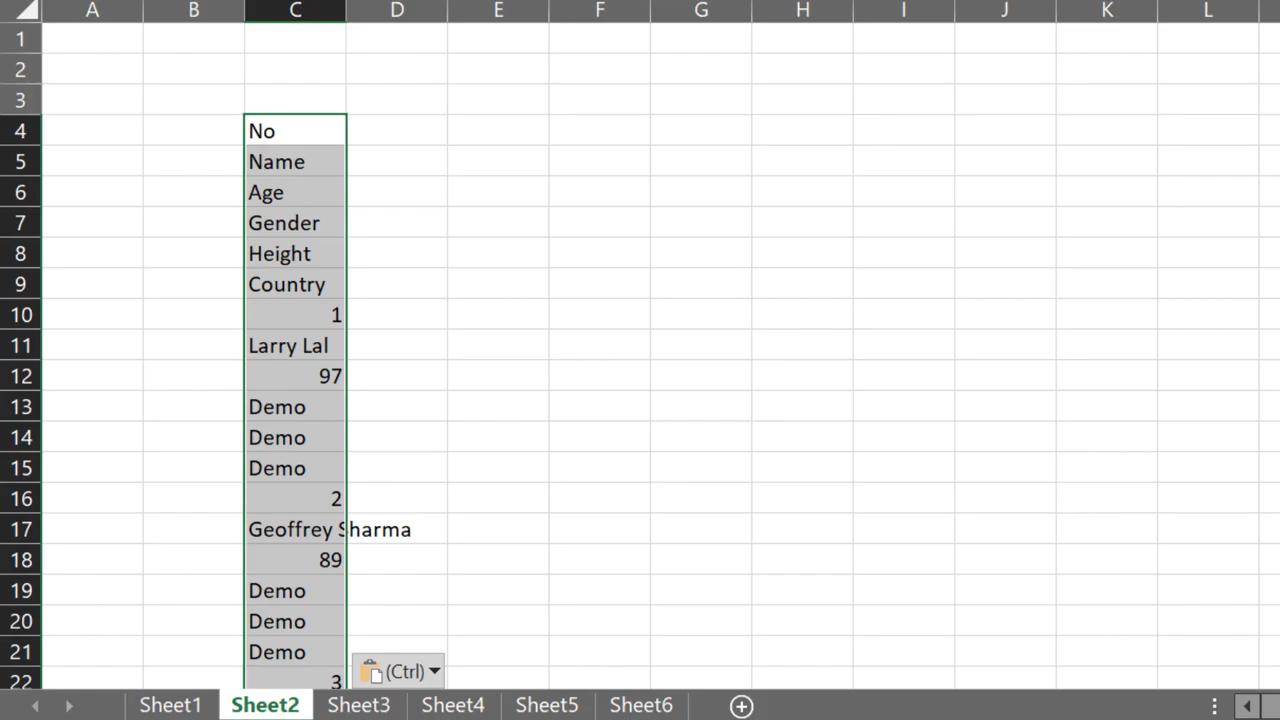 A B C D E F G H I J K L
1
2
3
4 No
5 Name
6 Age
7 Gender
8 Height
9 Country
10 1
11 Larry Lal
12 97
13 Demo
14 Demo
15 Demo
16 2
17 Geoffrey Sharma
18 89
19 Demo
20 Demo
21 Demo
22 3
(Ctrl)
Sheet1 Sheet2 Sheet3 Sheet4 Sheet5 Sheet6